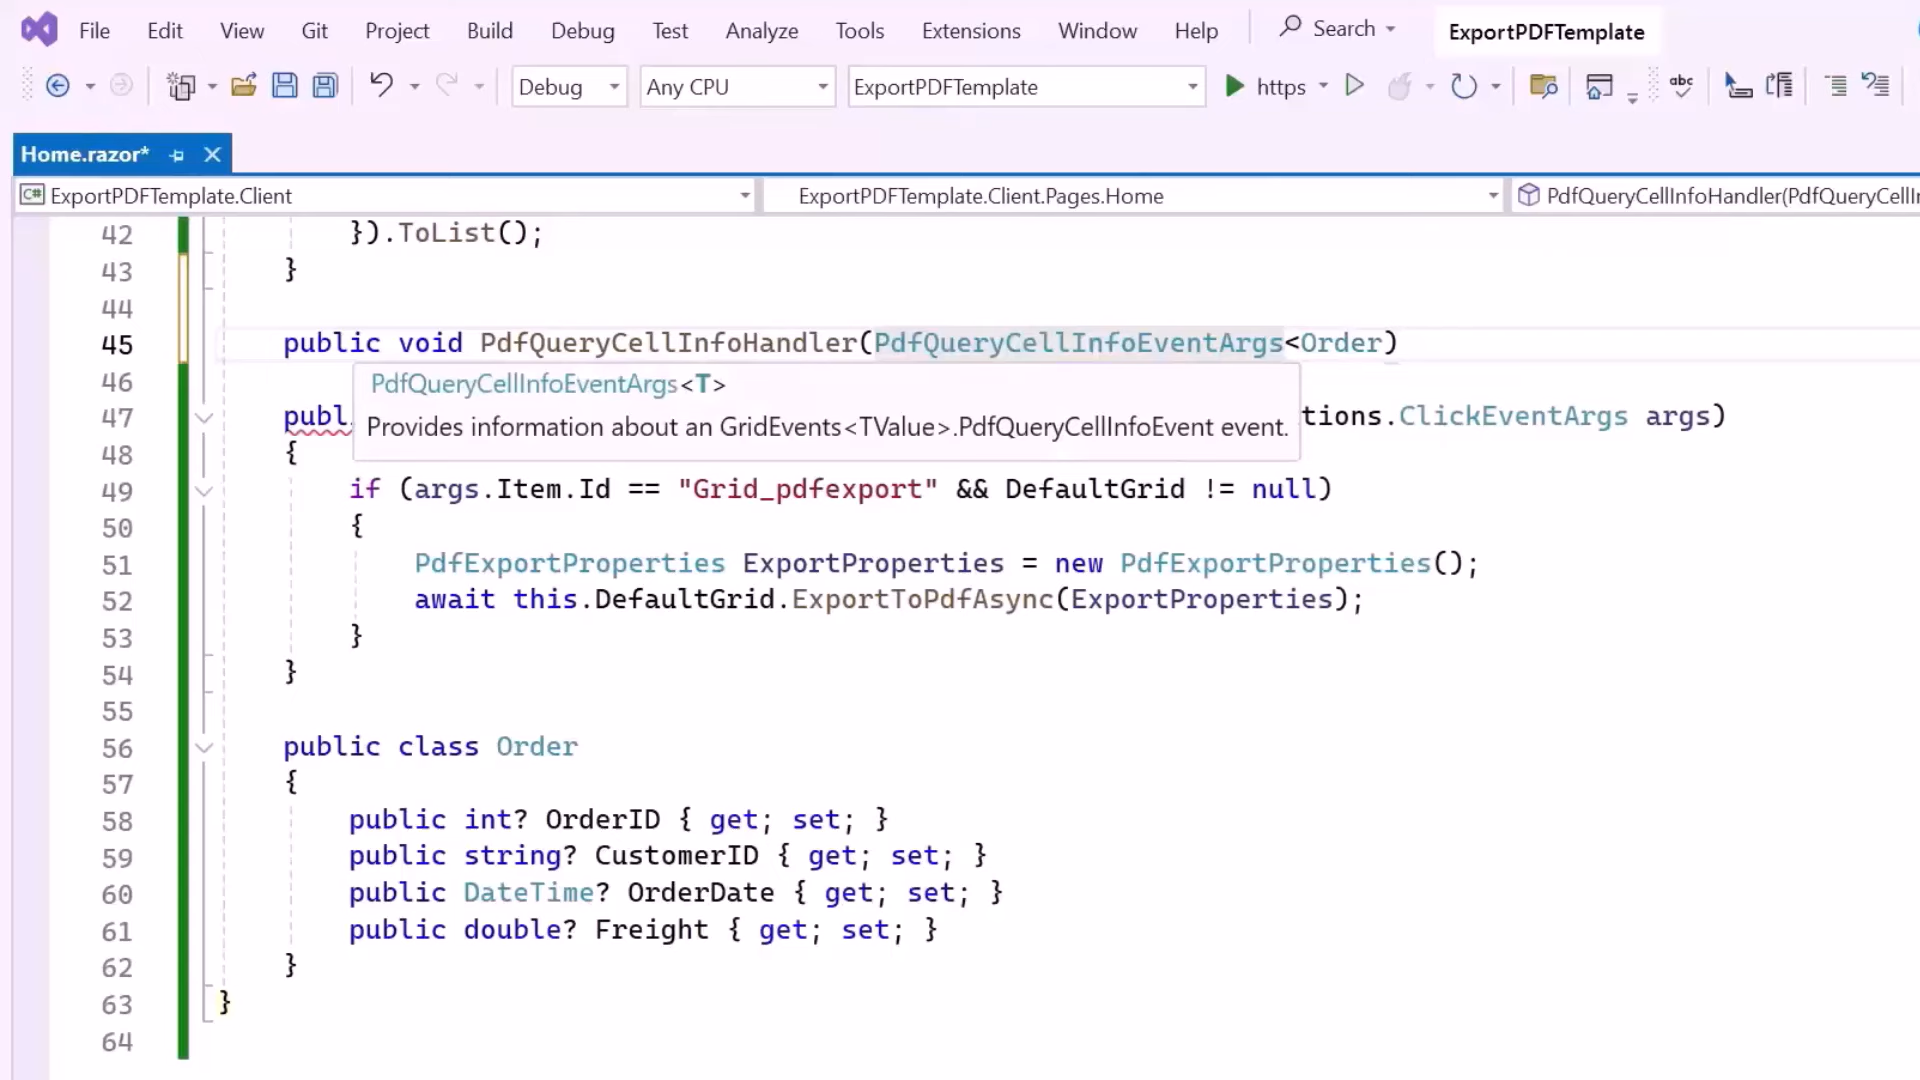 File Edit View Git Project Build Debug Test Analyze Tools Extensions Window Help Search ExportPDFTemplate
Debug Any CPU ExportPDFTemplate https abc
Home.razor*
C# ExportPDFTemplate.Client ExportPDFTemplate.Client.Pages.Home PdfQueryCellInfoHandler(PdfQueryCellIn
42 }).ToList();
43 }
44
45 public void PdfQueryCellInfoHandler(PdfQueryCellInfoEventArgs<Order)
46 PdfQueryCellInfoEventArgs<T>
47 publ tions.ClickEventArgs args)
Provides information about an GridEvents<TValue>.PdfQueryCellInfoEvent event.
48 {
49 if (args.Item.Id == "Grid_pdfexport" && DefaultGrid != null)
50 {
51 PdfExportProperties ExportProperties = new PdfExportProperties();
52 await this.DefaultGrid.ExportToPdfAsync(ExportProperties);
53 }
54 }
55
56 public class Order
57 {
58 public int? OrderID { get; set; }
59 public string? CustomerID { get; set; }
60 public DateTime? OrderDate { get; set; }
61 public double? Freight { get; set; }
62 }
63 }
64